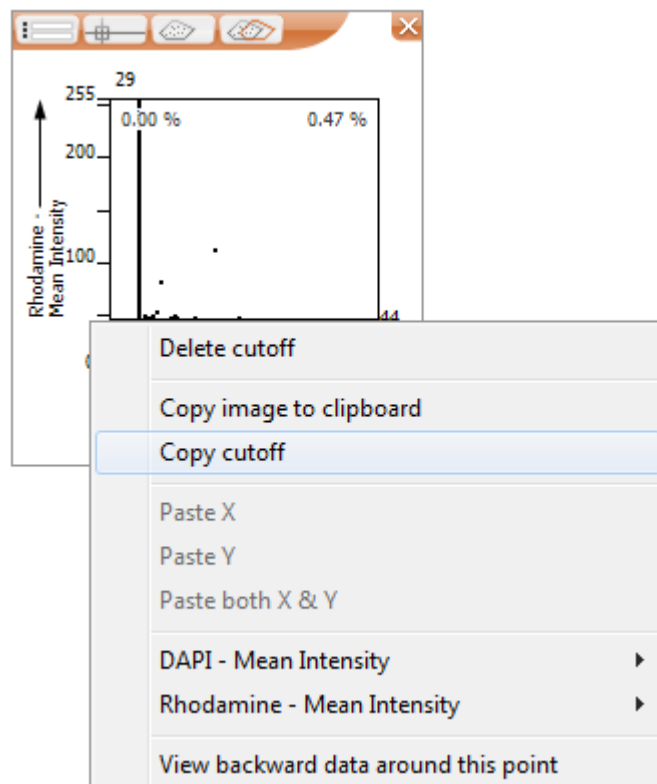 29
255
0.00 %
0.47 %
200
Rhodamine -
Mean Intensity
100
44
Delete cutoff
Copy image to clipboard
Copy cutoff
Paste X
Paste Y
Paste both X & Y
DAPI - Mean Intensity
Rhodamine - Mean Intensity
View backward data around this point